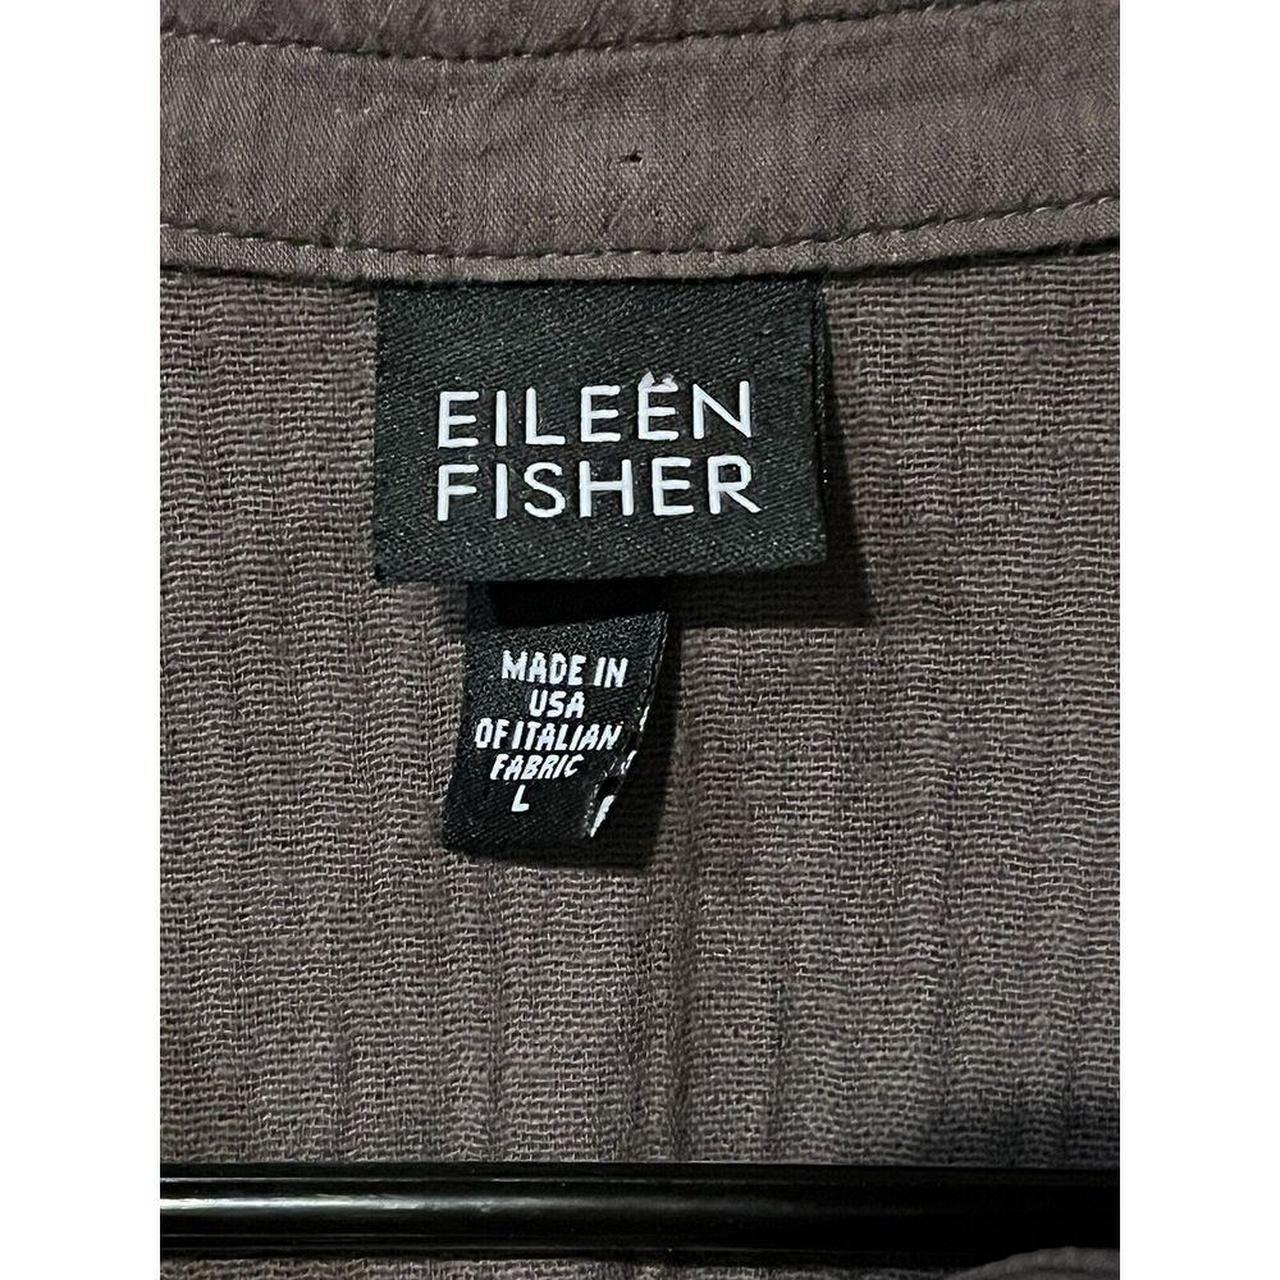 EILEEN
FISHER
MADE IN
USA
OF ITALIAN
FABRIC
L